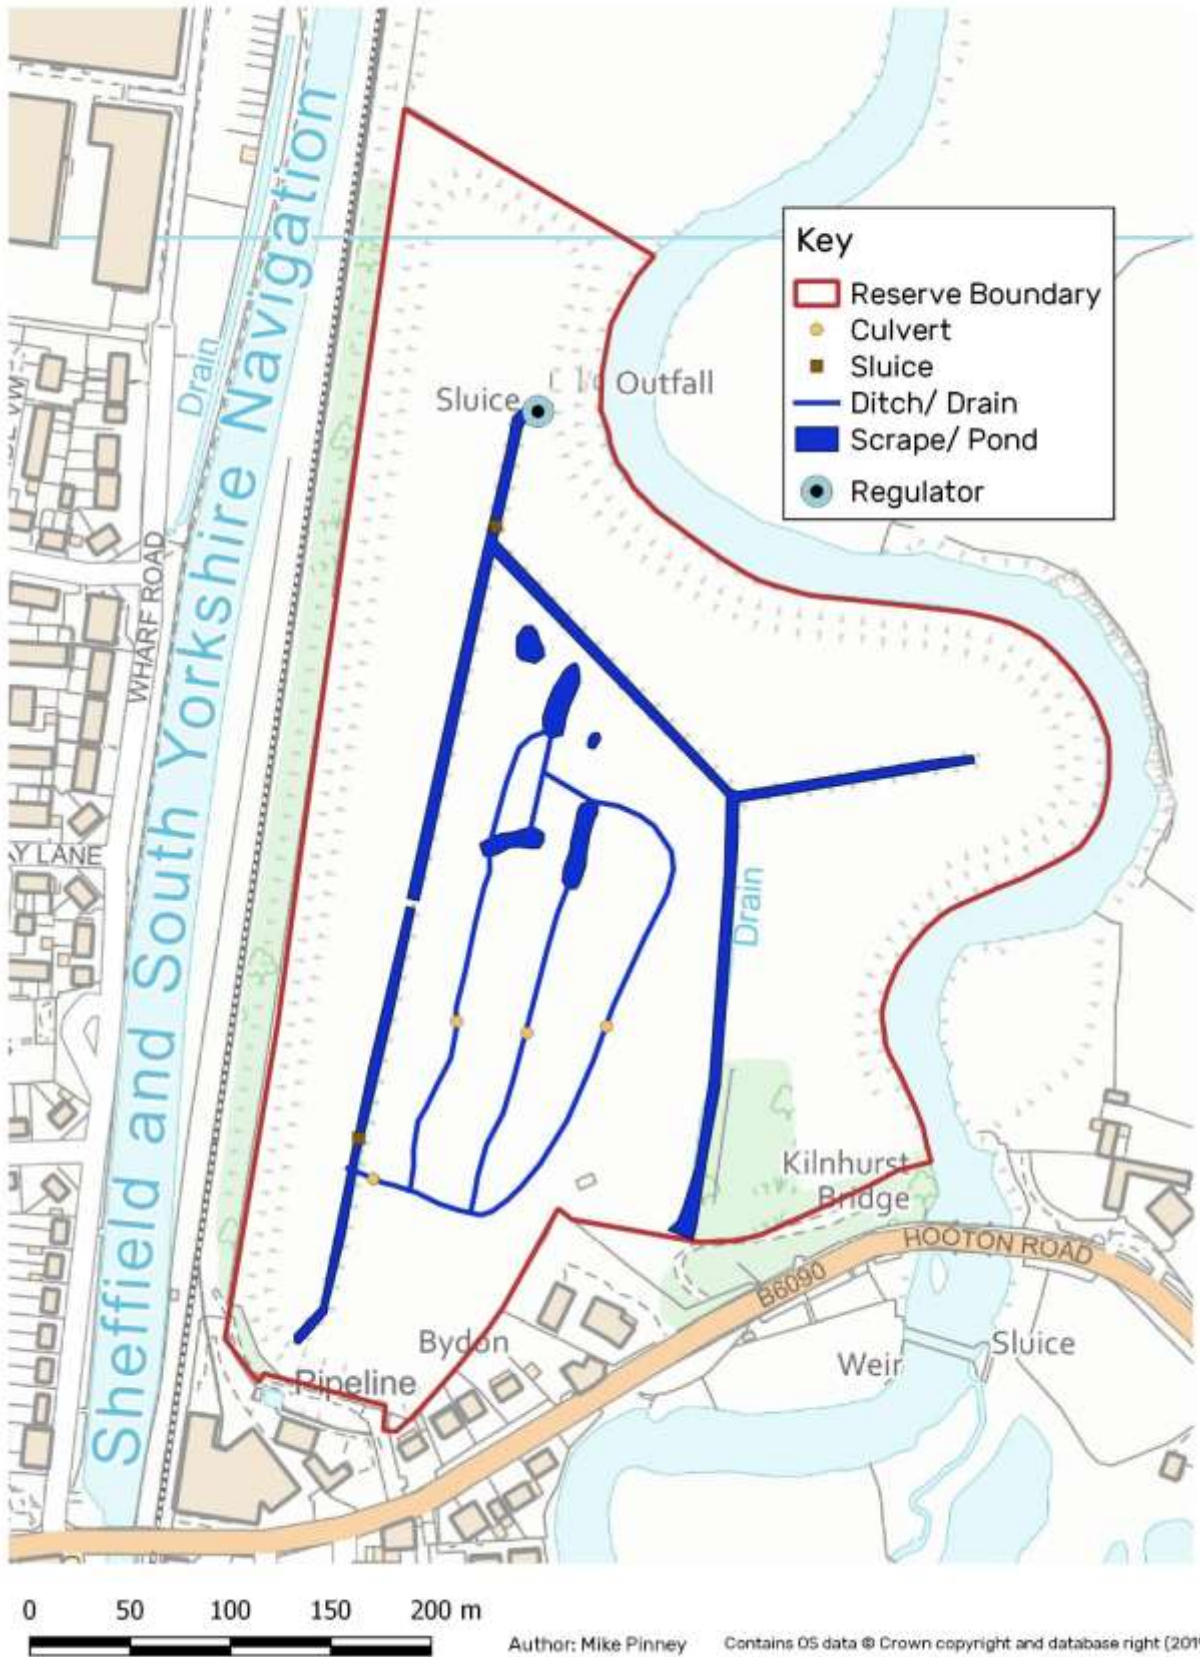 Sheffield and South Yorkshire Navigation
Drain
Key
Reserve Boundary
Culvert
Sluice
Ditch/ Drain
Scrape/ Pond
Regulator
Sluice
Outfall
WHARF ROAD
Drain
Kilnhurst
Bridge
HOOTON ROAD
B6090
Bydon
Sluice
Weir
Pipeline
0 50 100 150 200 m
Author: Mike Pinney
Contains OS data © Crown copyright and database right